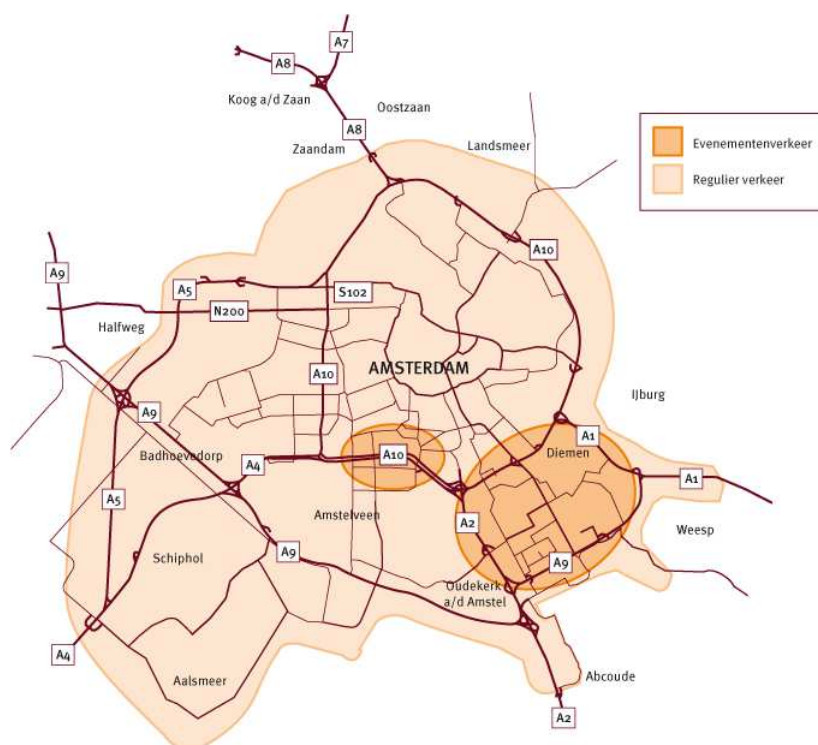 A7
A8
Koog a/d Zaan
Oostzaan
A8
Zaandam
Landsmeer
Evenementenverkeer
Regulier verkeer
A10
A9
A5
S102
N200
Halfweg
AMSTERDAM
A10
IJburg
A9
A1
Badhoevedorp
A4
A10
Diemen
A1
A5
Amstelveen
A2
Weesp
Schiphol
A9
A9
Oudekerk
a/d Amstel
A4
Aalsmeer
Abcoude
A2